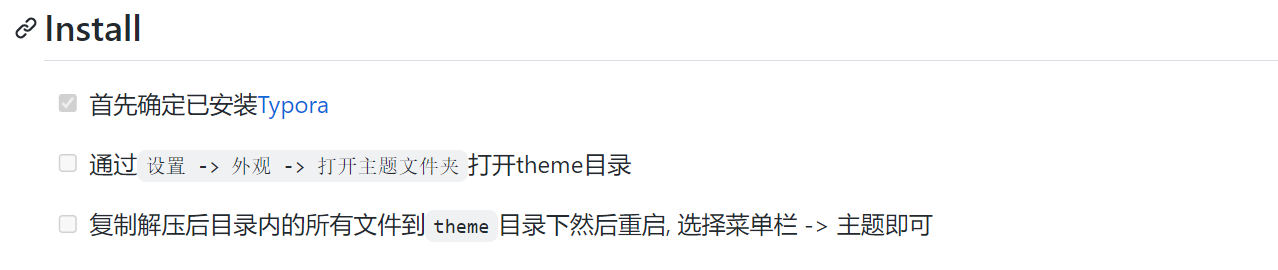 Install
首先确定已安装Typora
通过 设置 -> 外观 -> 打开主题文件夹 打开theme目录
复制解压后目录内的所有文件到 theme 目录下然后重启, 选择菜单栏 -> 主题即可